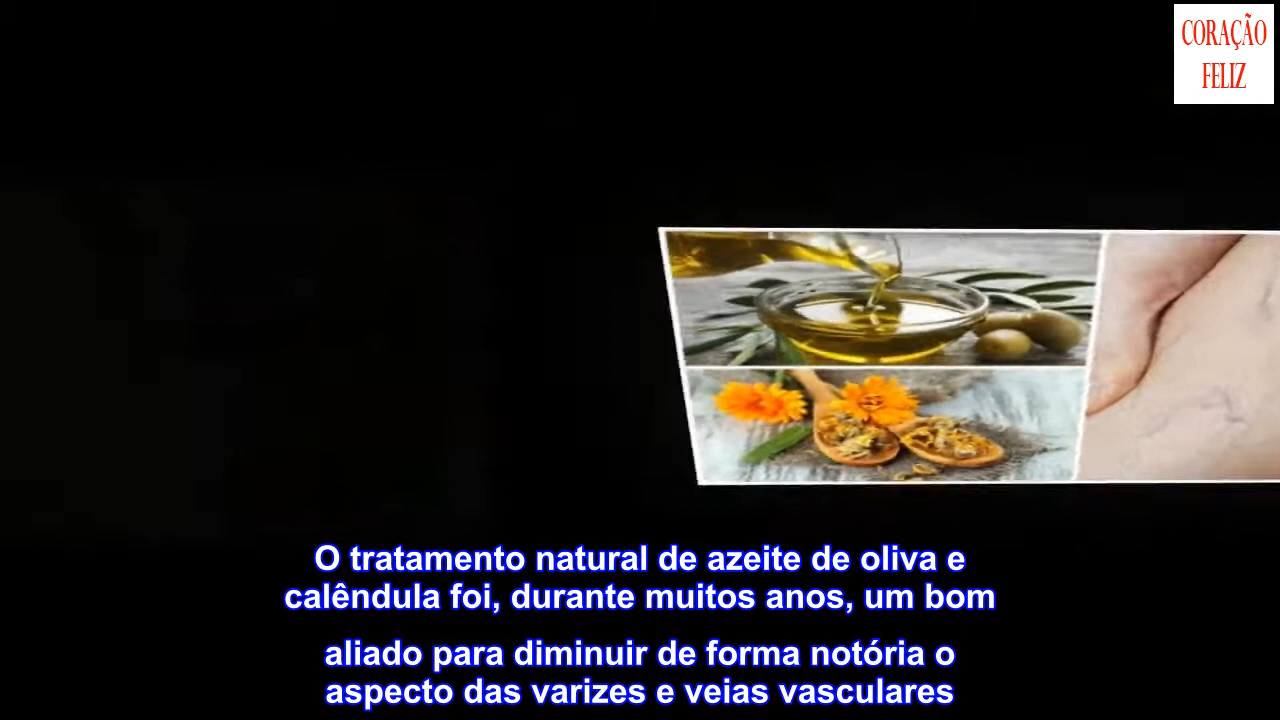 CORAÇÃO
FELIZ
O tratamento natural de azeite de oliva e
calêndula foi, durante muitos anos, um bom
aliado para diminuir de forma notória o
aspecto das varizes e veias vasculares